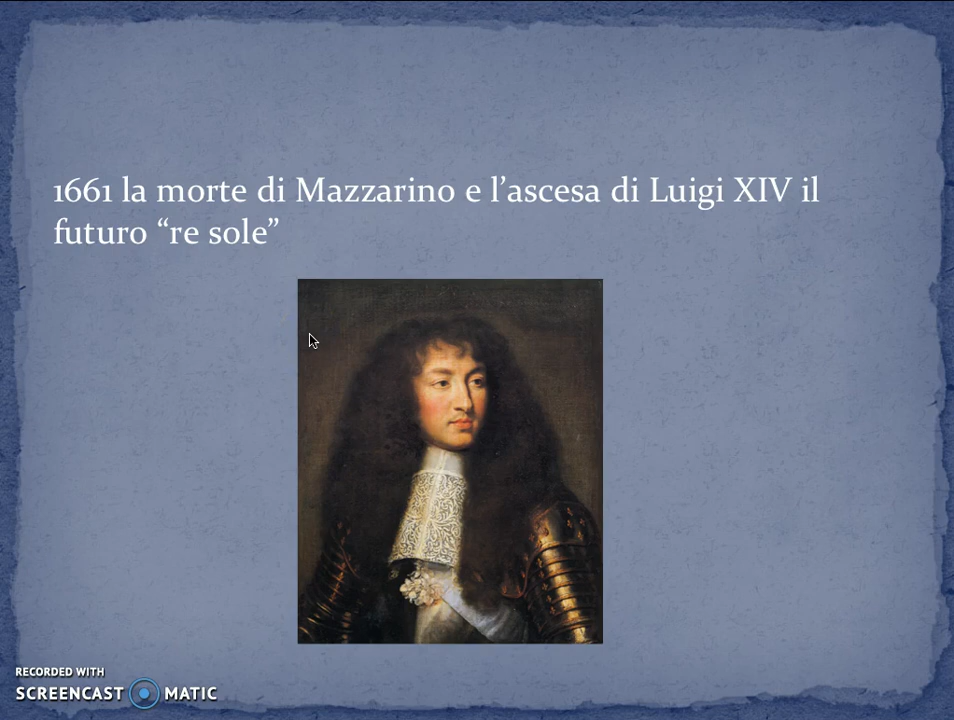 1661 la morte di Mazzarino e l’ascesa di Luigi XIV il
futuro “re sole”
RECORDED WITH
SCREENCAST MATIC